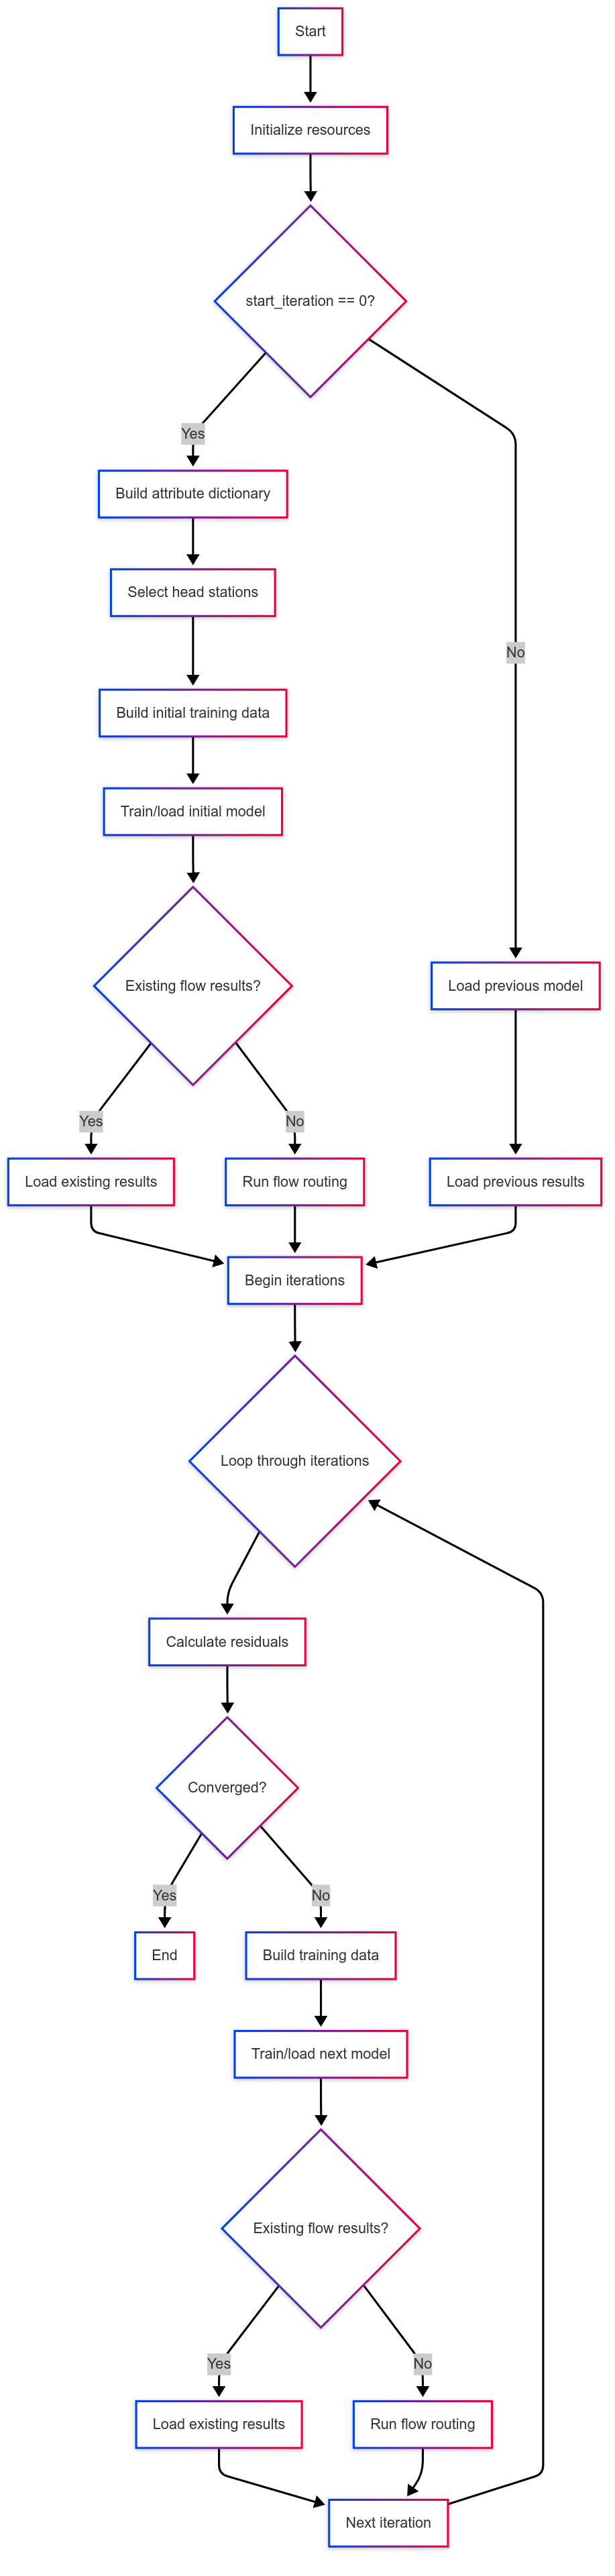 Start
Initialize resources
start_iteration == 0?
Yes
Build attribute dictionary
Select head stations
No
Build initial training data
Train/load initial model
Existing flow results?
Load previous model
Yes
No
Load existing results
Run flow routing
Load previous results
Begin iterations
Loop through iterations
Calculate residuals
Converged?
Yes
No
End
Build training data
Train/load next model
Existing flow results?
Yes
No
Load existing results
Run flow routing
Next iteration